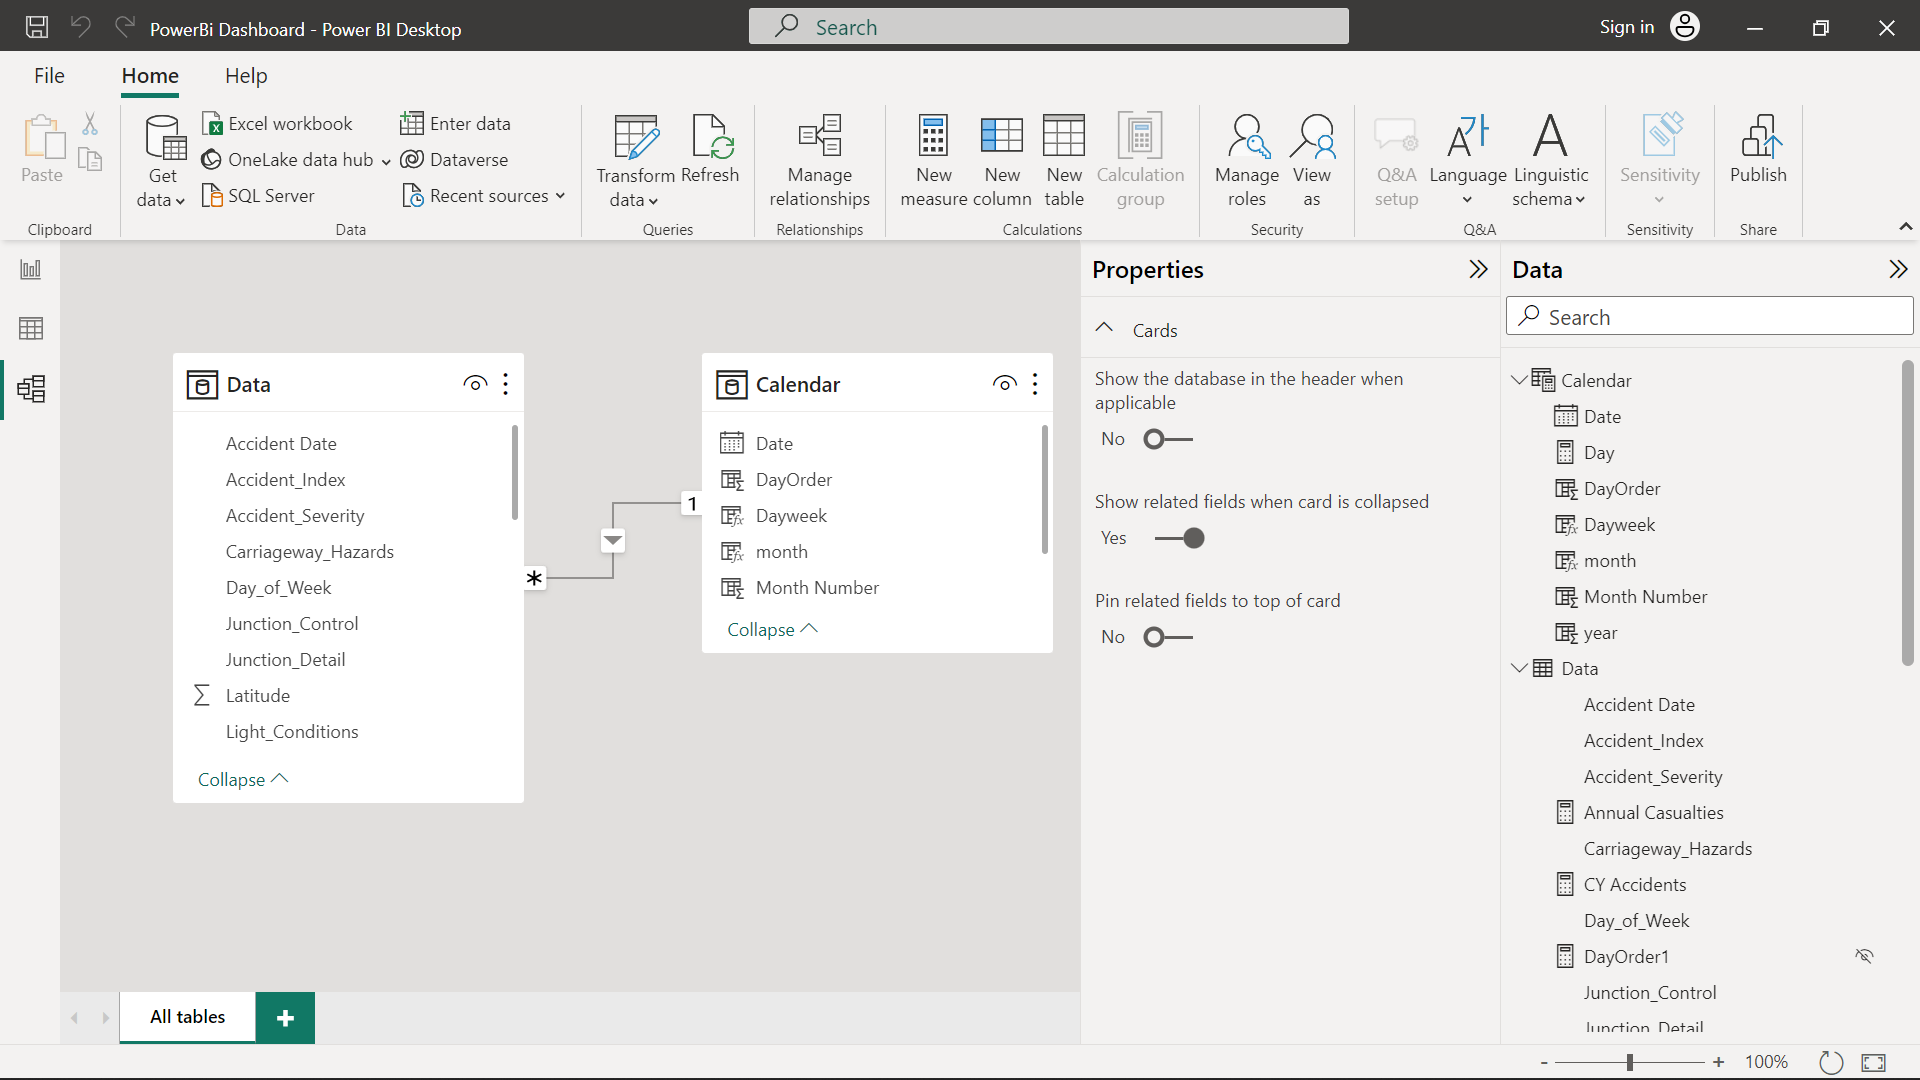 PowerBi Dashboard - Power BI Desktop
Search
Sign in
File
Home
Help
Paste
Clipboard
Get data
Excel workbook
OneLake data hub
SQL Server
Enter data
Dataverse
Recent sources
Data
Transform data
Refresh
Queries
Manage relationships
Relationships
New measure
New column
New table
Calculation group
Calculations
Manage roles
View as
Security
Q&A setup
Language
Linguistic schema
Q&A
Sensitivity
Sensitivity
Publish
Share
Data
Accident Date
Accident_Index
Accident_Severity
Carriageway_Hazards
Day_of_Week
Junction_Control
Junction_Detail
Latitude
Light_Conditions
Collapse
*
1
Calendar
Date
DayOrder
Dayweek
month
Month Number
Collapse
All tables
Properties
Cards
Show the database in the header when
applicable
No
Show related fields when card is collapsed
Yes
Pin related fields to top of card
No
Data
Search
Calendar
Date
Day
DayOrder
Dayweek
month
Month Number
year
Data
Accident Date
Accident_Index
Accident_Severity
Annual Casualties
Carriageway_Hazards
CY Accidents
Day_of_Week
DayOrder1
Junction_Control
Junction_Detail
- + 100%